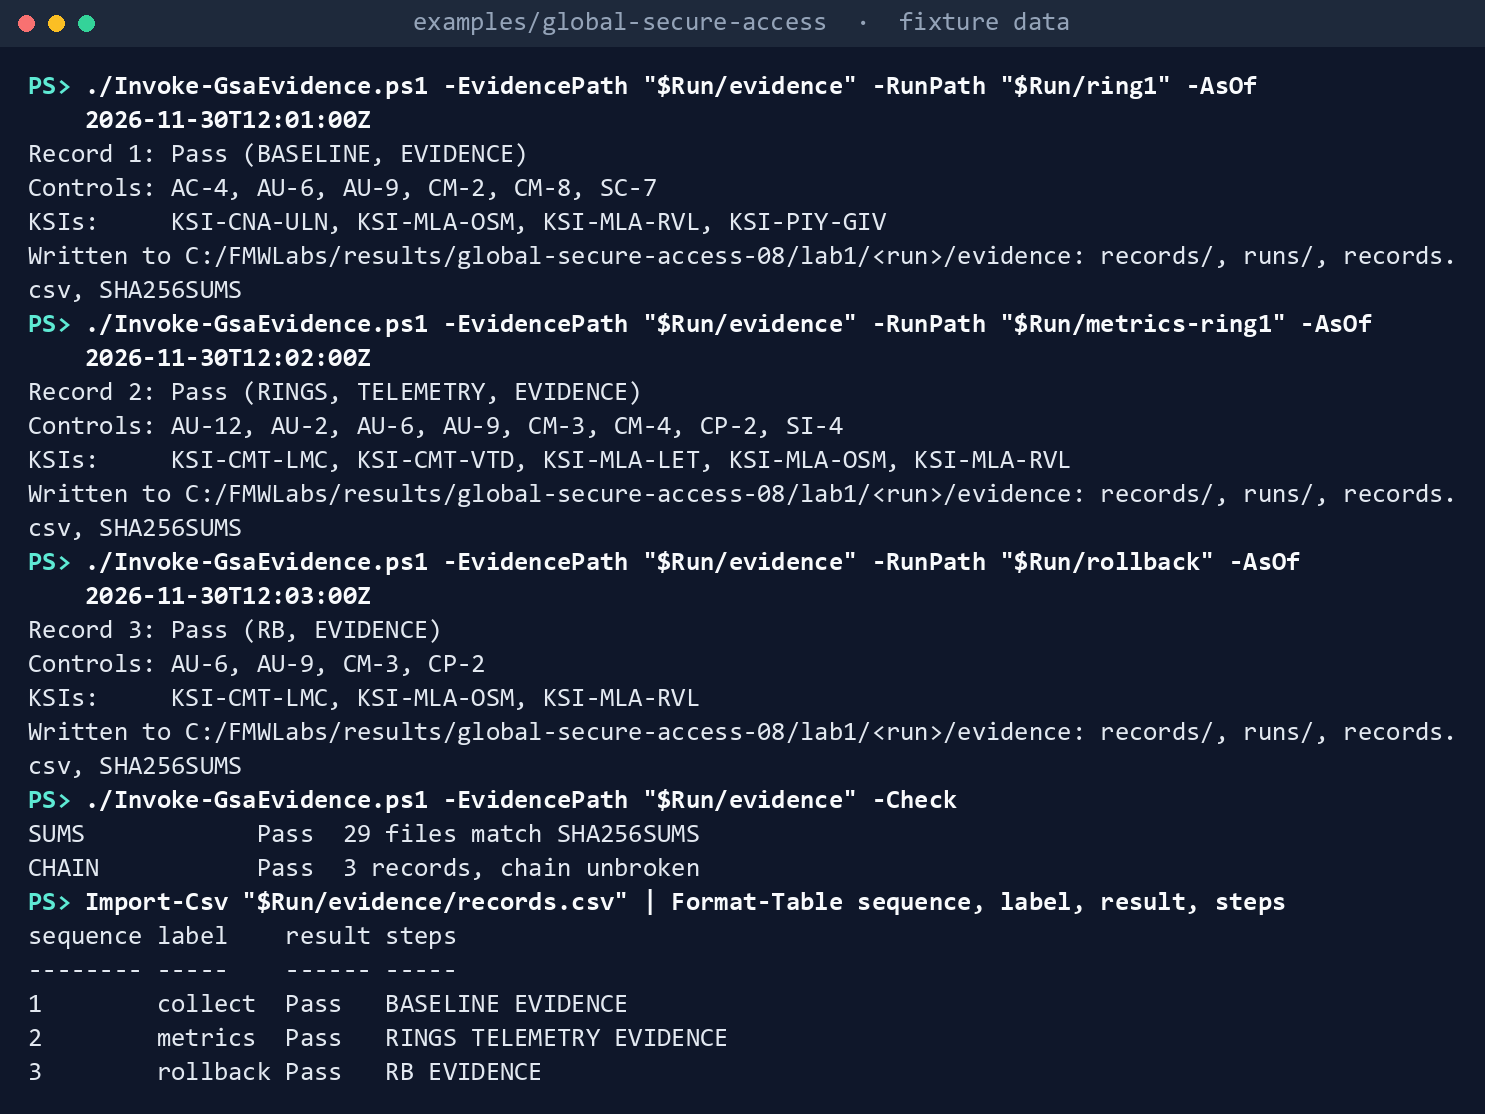 examples/global-secure-access  ·  fixture data
PS> ./Invoke-GsaEvidence.ps1 -EvidencePath "$Run/evidence" -RunPath "$Run/ring1" -AsOf
    2026-11-30T12:01:00Z
Record 1: Pass (BASELINE, EVIDENCE)
Controls: AC-4, AU-6, AU-9, CM-2, CM-8, SC-7
KSIs:     KSI-CNA-ULN, KSI-MLA-OSM, KSI-MLA-RVL, KSI-PIY-GIV
Written to C:/FMWLabs/results/global-secure-access-08/lab1/<run>/evidence: records/, runs/, records.
csv, SHA256SUMS
PS> ./Invoke-GsaEvidence.ps1 -EvidencePath "$Run/evidence" -RunPath "$Run/metrics-ring1" -AsOf
    2026-11-30T12:02:00Z
Record 2: Pass (RINGS, TELEMETRY, EVIDENCE)
Controls: AU-12, AU-2, AU-6, AU-9, CM-3, CM-4, CP-2, SI-4
KSIs:     KSI-CMT-LMC, KSI-CMT-VTD, KSI-MLA-LET, KSI-MLA-OSM, KSI-MLA-RVL
Written to C:/FMWLabs/results/global-secure-access-08/lab1/<run>/evidence: records/, runs/, records.
csv, SHA256SUMS
PS> ./Invoke-GsaEvidence.ps1 -EvidencePath "$Run/evidence" -RunPath "$Run/rollback" -AsOf
    2026-11-30T12:03:00Z
Record 3: Pass (RB, EVIDENCE)
Controls: AU-6, AU-9, CM-3, CP-2
KSIs:     KSI-CMT-LMC, KSI-MLA-OSM, KSI-MLA-RVL
Written to C:/FMWLabs/results/global-secure-access-08/lab1/<run>/evidence: records/, runs/, records.
csv, SHA256SUMS
PS> ./Invoke-GsaEvidence.ps1 -EvidencePath "$Run/evidence" -Check
SUMS            Pass  29 files match SHA256SUMS
CHAIN           Pass  3 records, chain unbroken
PS> Import-Csv "$Run/evidence/records.csv" | Format-Table sequence, label, result, steps
sequence label    result steps
-------- -----    ------ -----
1        collect  Pass   BASELINE EVIDENCE
2        metrics  Pass   RINGS TELEMETRY EVIDENCE
3        rollback Pass   RB EVIDENCE